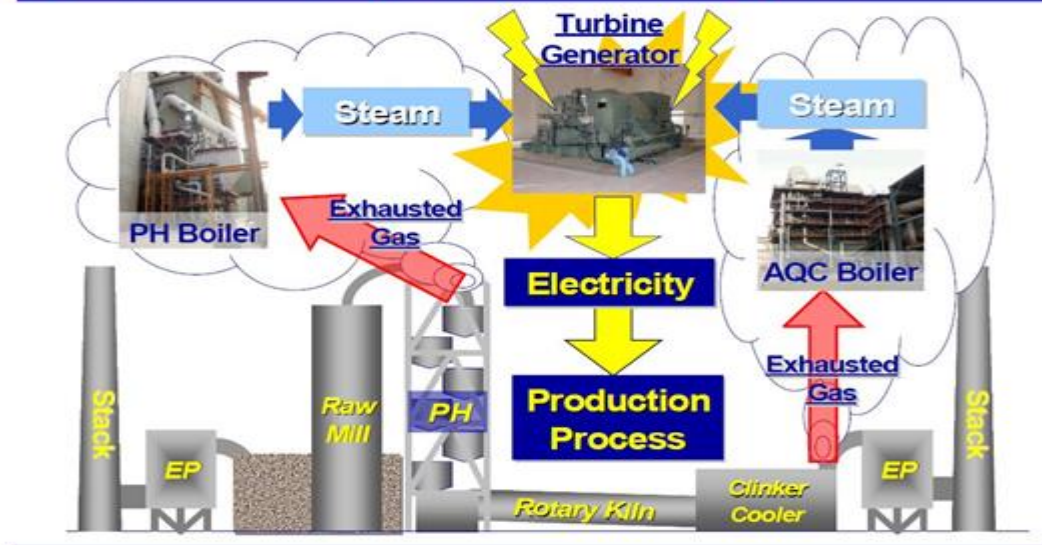 Turbine
Generator
Steam
Steam
PH Boiler
Exhausted
Gas
Electricity
AQC Boiler
Exhausted
Gas
Production
Process
Stack
EP
Raw
Mill
PH
Rotary Kiln
Clinker
Cooler
EP
Stack